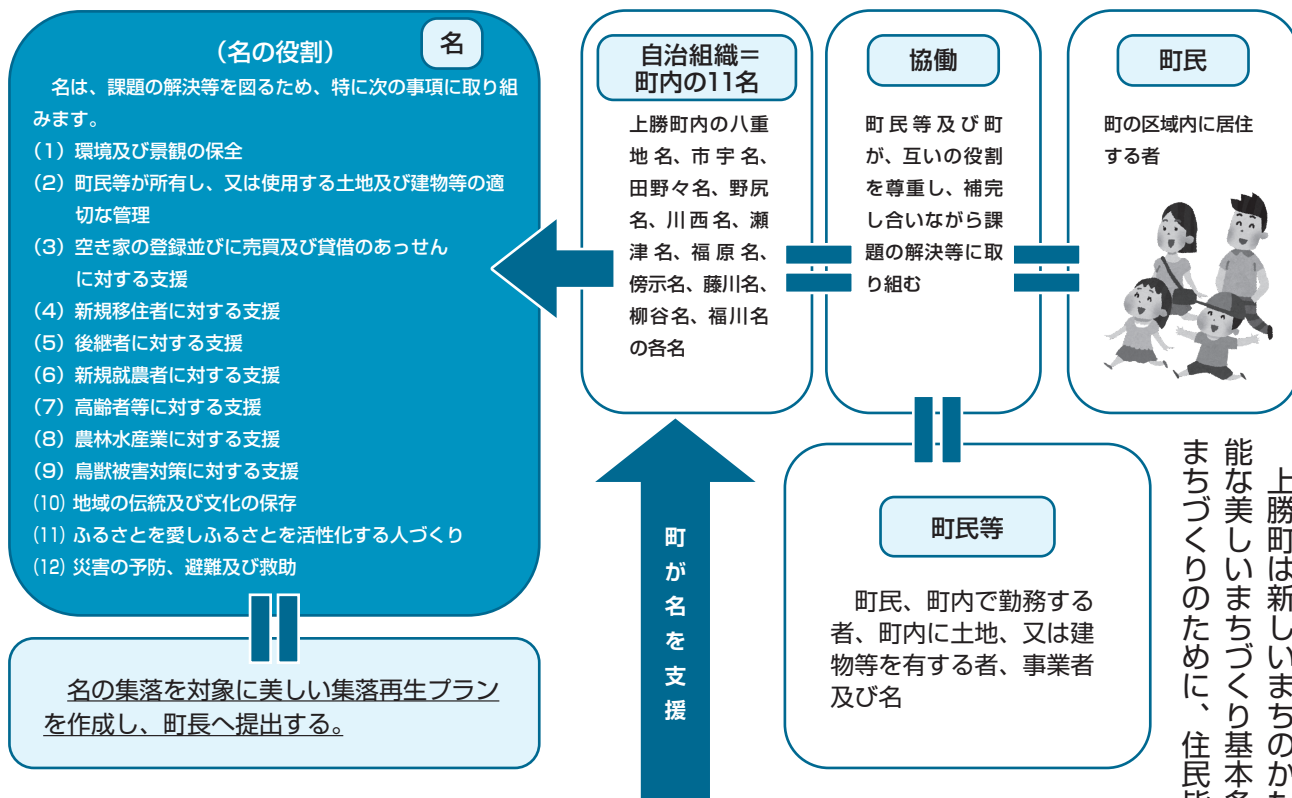 名
（名の役割）
名は、課題の解決等を図るため、特に次の事項に取り組
みます。
（1）環境及び景観の保全
（2）町民等が所有し、又は使用する土地及び建物等の適
切な管理
（3）空き家の登録並びに売買及び貸借のあっせん
に対する支援
（4）新規移住者に対する支援
（5）後継者に対する支援
（6）新規就農者に対する支援
（7）高齢者等に対する支援
（8）農林水産業に対する支援
（9）鳥獣被害対策に対する支援
(10) 地域の伝統及び文化の保存
(11) ふるさとを愛しふるさとを活性化する人づくり
(12) 災害の予防、避難及び救助
名の集落を対象に美しい集落再生プラン
を作成し、町長へ提出する。
自治組織＝
町内の11名
上勝町内の八重
地名、市宇名、
田野々名、野尻
名、川西名、瀬
津名、福原名、
傍示名、藤川名、
柳谷名、福川名
の各名
町が名を支援
協働
町民等及び町
が、互いの役割
を尊重し、補完
し合いながら課
題の解決等に取
り組む
町民
町の区域内に居住
する者
町民等
町民、町内で勤務する
者、町内に土地、又は建
物等を有する者、事業者
及び名
上勝町は新しいまちのか
能な美しいまちづくり基本
まちづくりのために、住民